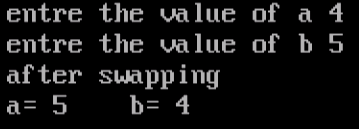 entre the value of a 4
entre the value of b 5
after swapping
a= 5    b= 4